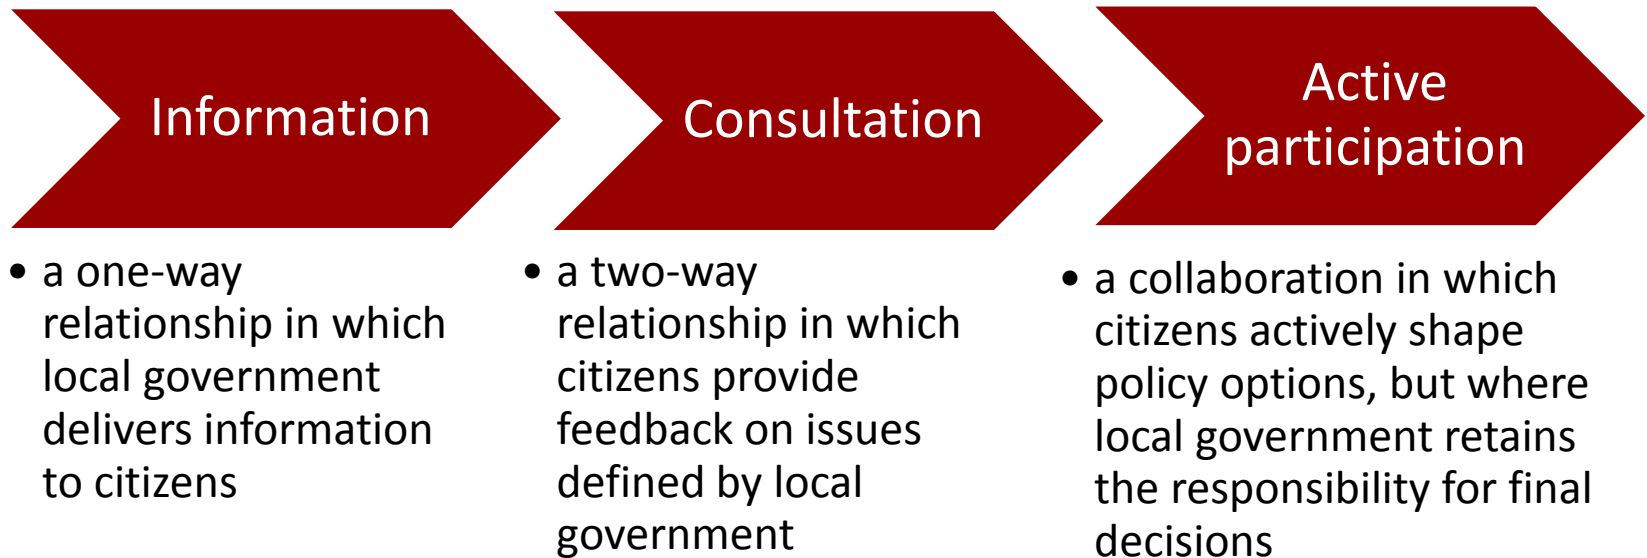 Information
• a one-way
relationship in which
local government
delivers information
to citizens
Consultation
• a two-way
relationship in which
citizens provide
feedback on issues
defined by local
government
Active
participation
• a collaboration in which
citizens actively shape
policy options, but where
local government retains
the responsibility for final
decisions